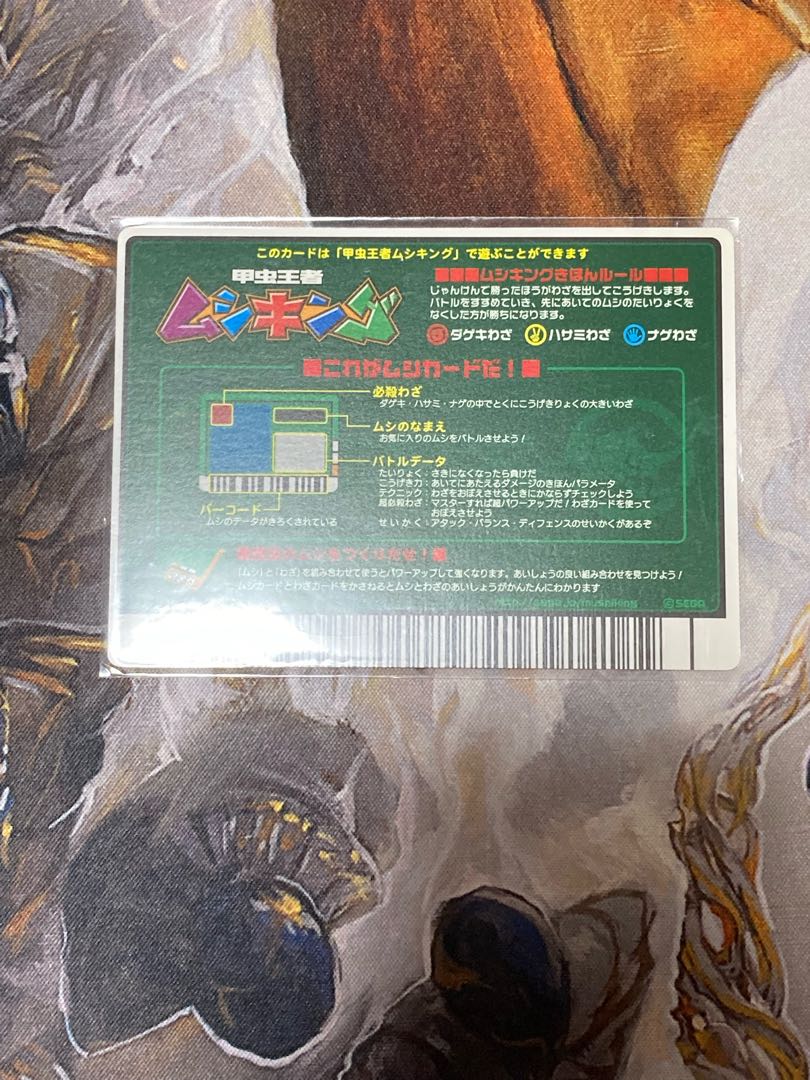 このカードは「甲虫王者ムシキング」で遊ぶことができます
甲虫王者
ムシキング
ムシキングきほんルール
じゃんけんで勝ったほうがわざを出してこうげきします。
バトルをすすめていき、先にあいてのムシのたいりょくを
なくした方が勝ちになります。
ダゲキわざ ハサミわざ ナゲわざ
これがムシカードだ！
必殺わざ
ダゲキ・ハサミ・ナゲの中でとくにこうげきりょくの大きいわざ
ムシのなまえ
お気に入りのムシをバトルさせよう！
バトルデータ
たいりょく：さきになくなったら負けだ
こうげき力：あいてにあたえるダメージのきほんパラメータ
テクニック：わざをおぼえさせるときにかならずチェックしよう
超必殺わざ：マスターすれば超パワーアップだ！わざカードを使って
おぼえさせよう
せいかく：アタック・バランス・ディフェンスのせいかくがあるぞ
バーコード
ムシのデータがきろくされている
のムシをつくりだせ！
「ムシ」と「わざ」を組み合わせて使うとパワーアップして強くなります。あいしょうの良い組み合わせを見つけよう！
ムシカードとわざカードをかさねるとムシとわざのあいしょうがかんたんにわかります
http://sega.jp/mushiking ©SEGA